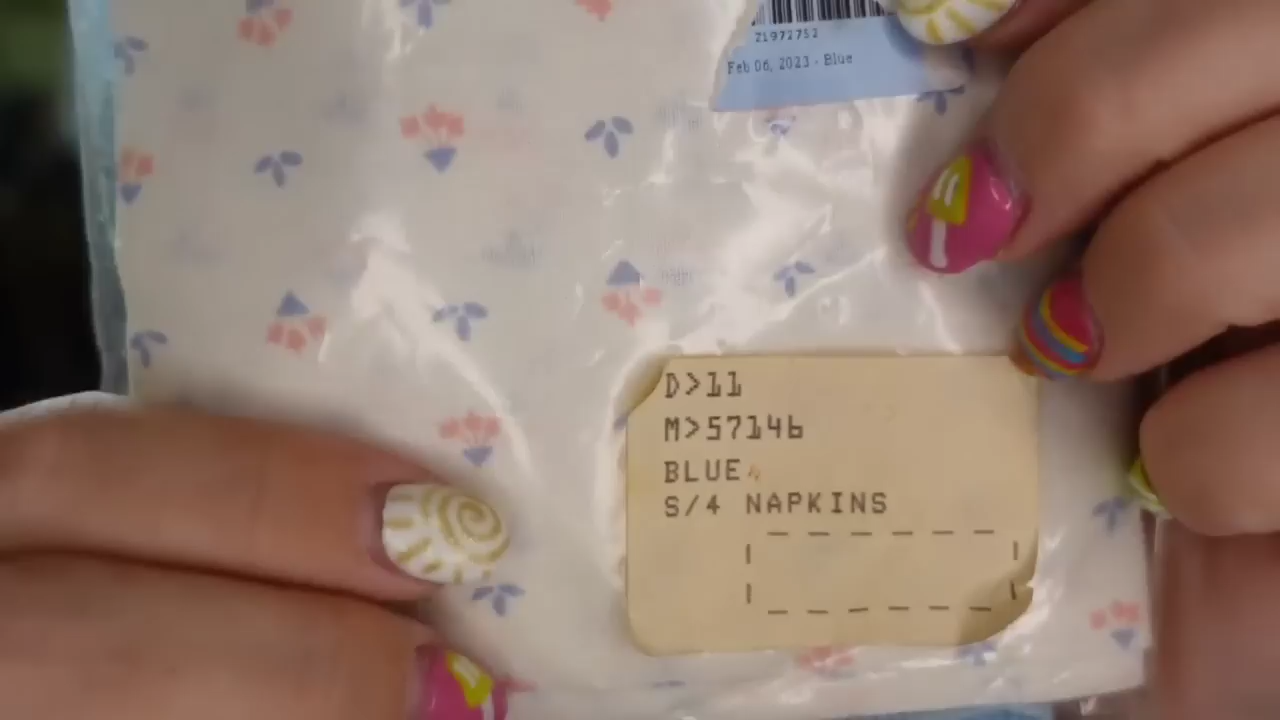 21972752
Feb 06, 2023 - Blue
D>11
M>57146
BLUE
S/4 NAPKINS